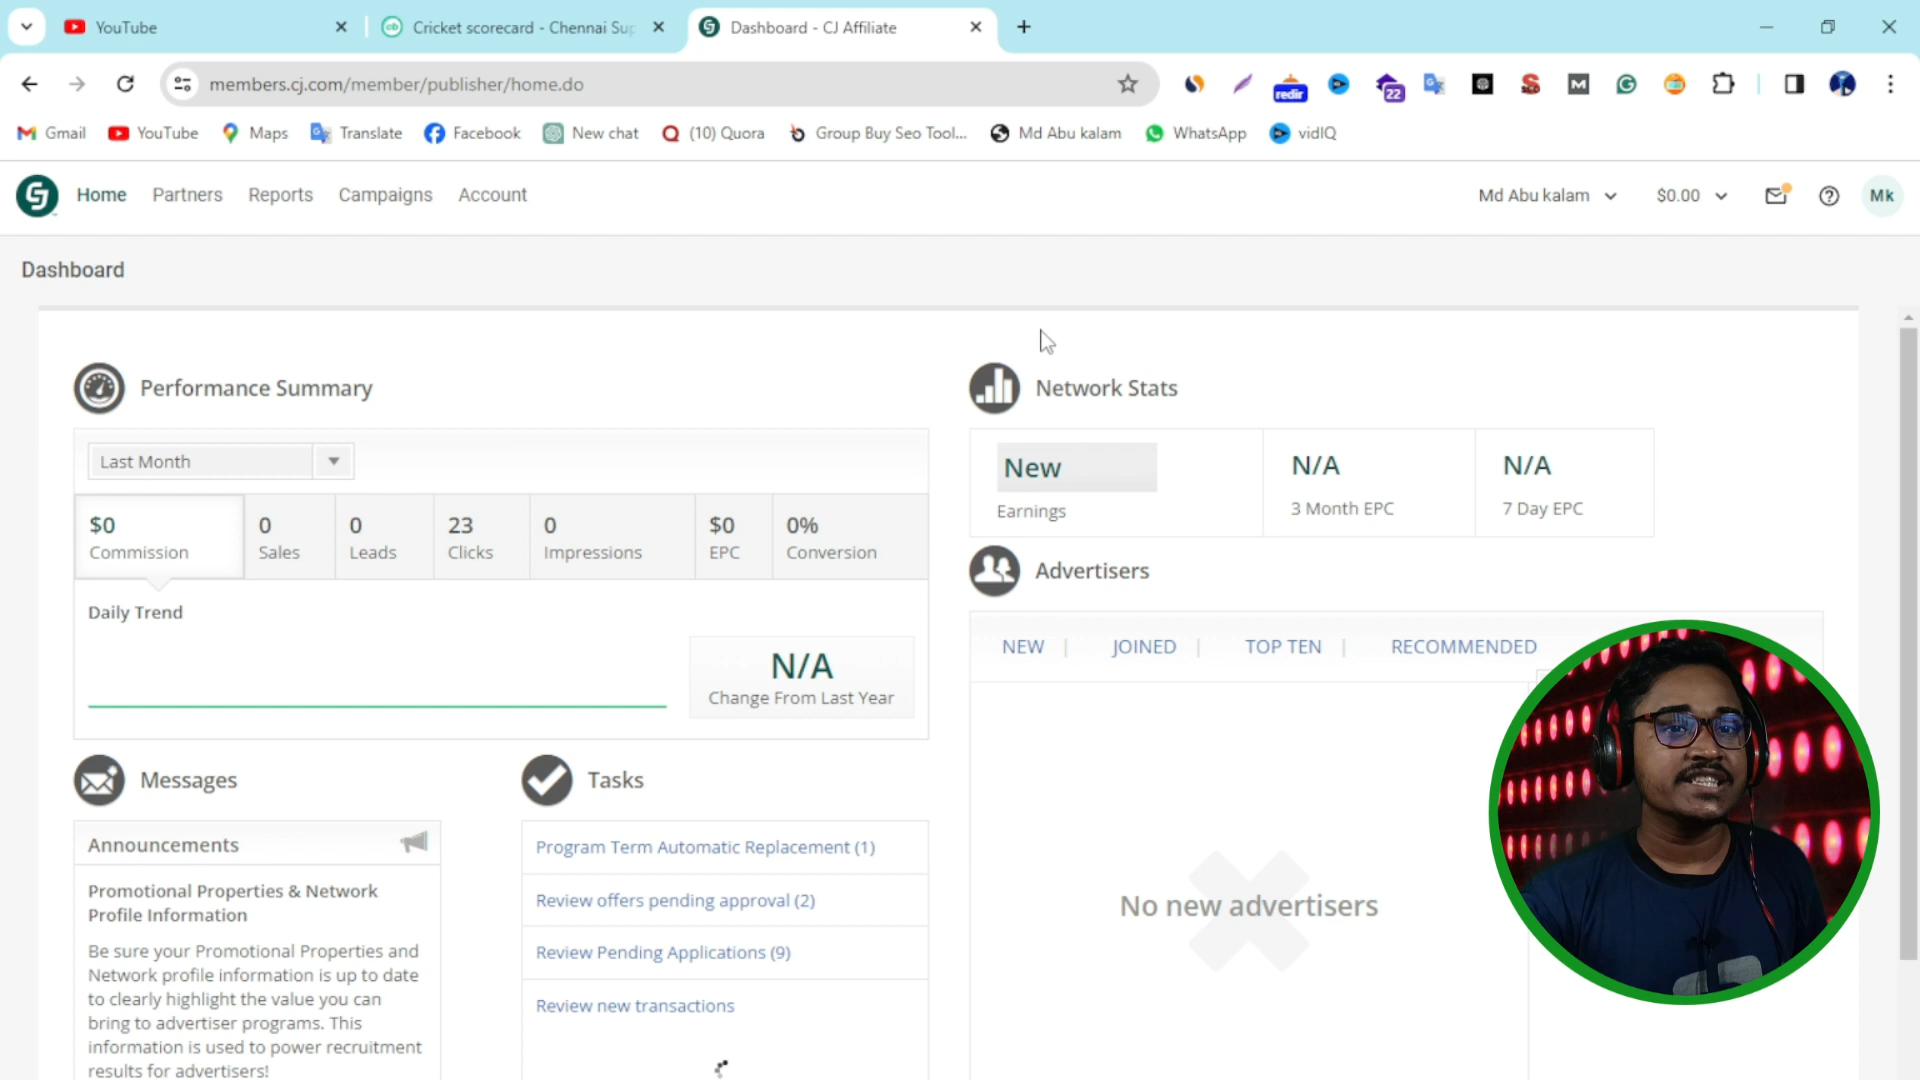 YouTube
Cricket scorecard - Chennai Sup
Dashboard - CJ Affiliate
members.cj.com/member/publisher/home.do
redir
22
Gmail YouTube Maps Translate Facebook New chat (10) Quora Group Buy Seo Tool... Md Abu kalam WhatsApp vidIQ
Home Partners Reports Campaigns Account
Md Abu kalam $0.00 Mk
Dashboard
Performance Summary
Last Month
$0 0 0 23 0 $0 0%
Commission Sales Leads Clicks Impressions EPC Conversion
Daily Trend
N/A
Change From Last Year
Network Stats
New N/A N/A
Earnings 3 Month EPC 7 Day EPC
Advertisers
NEW | JOINED | TOP TEN | RECOMMENDED
No new advertisers
Messages
Announcements
Promotional Properties & Network
Profile Information
Be sure your Promotional Properties and
Network profile information is up to date
to clearly highlight the value you can
bring to advertiser programs. This
information is used to power recruitment
results for advertisers!
Tasks
Program Term Automatic Replacement (1)
Review offers pending approval (2)
Review Pending Applications (9)
Review new transactions